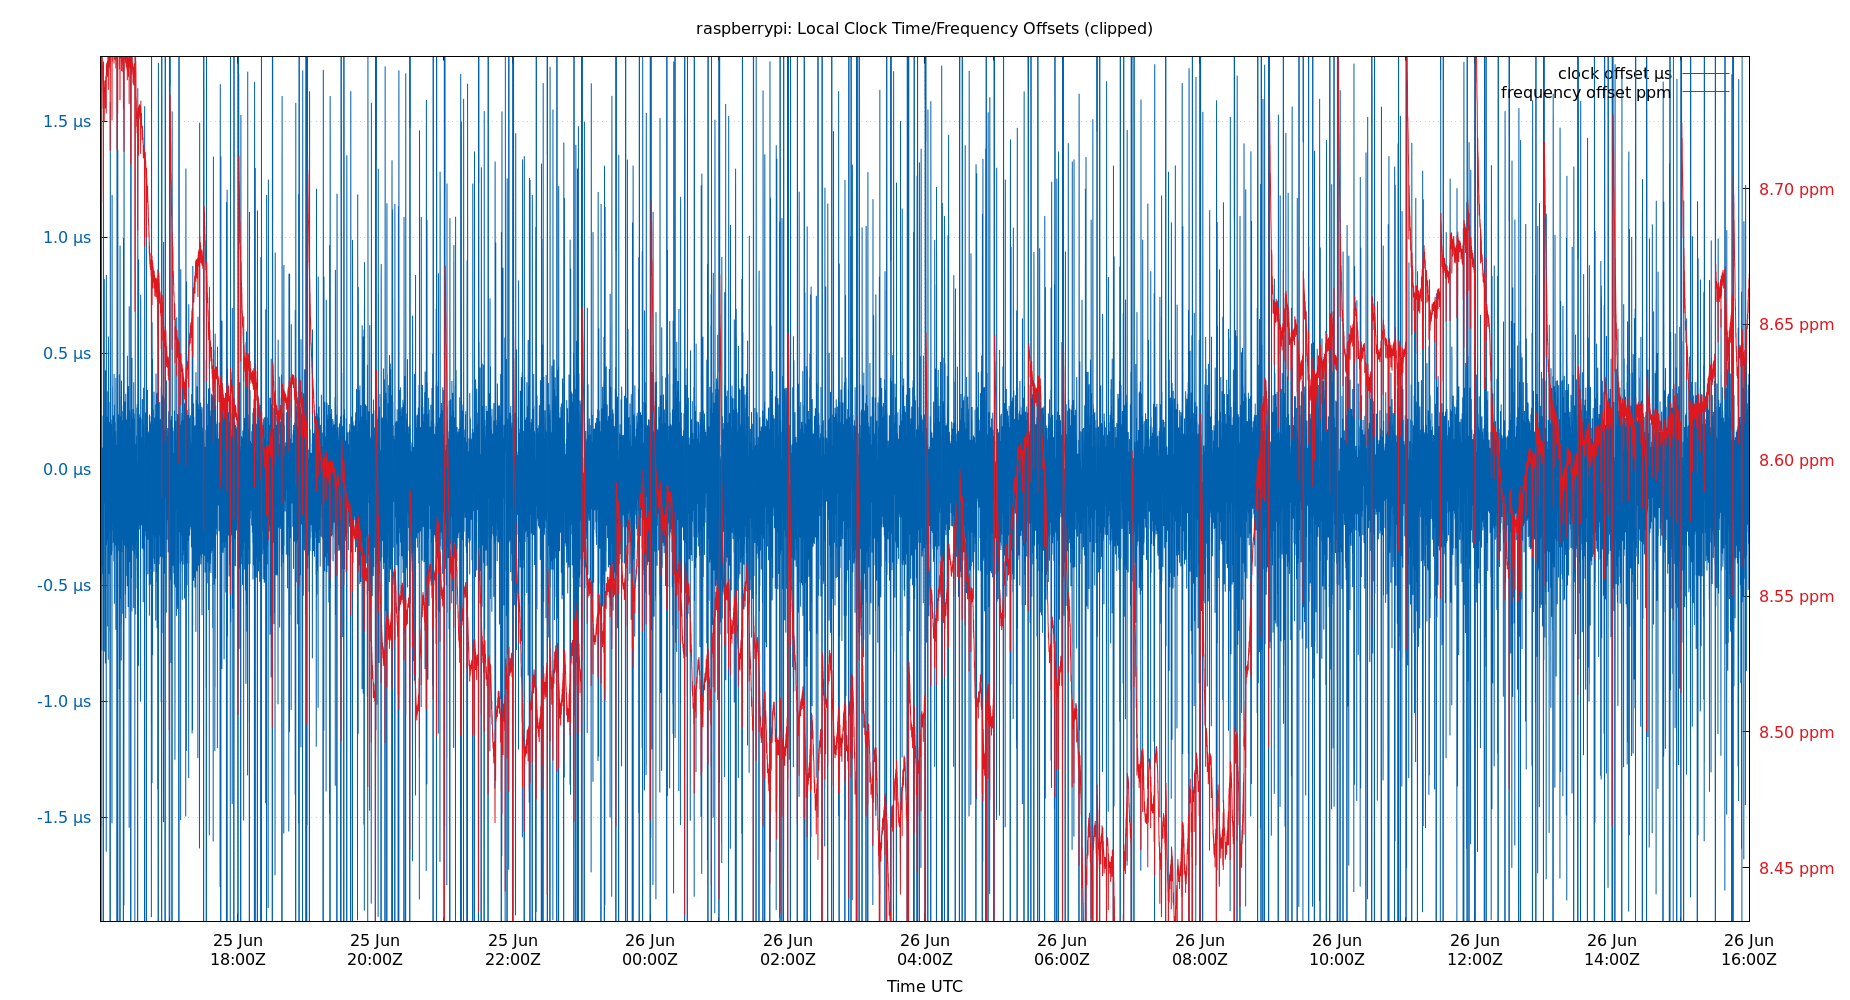 raspberrypi: Local Clock Time/Frequency Offsets (clipped)
clock offset µs
frequency offset ppm
1.5 µs
1.0 µs
0.5 µs
0.0 µs
-0.5 µs
-1.0 µs
-1.5 µs
8.70 ppm
8.65 ppm
8.60 ppm
8.55 ppm
8.50 ppm
8.45 ppm
25 Jun 25 Jun 25 Jun 26 Jun 26 Jun 26 Jun 26 Jun 26 Jun 26 Jun 26 Jun 26 Jun 26 Jun
18:00Z 20:00Z 22:00Z 00:00Z 02:00Z 04:00Z 06:00Z 08:00Z 10:00Z 12:00Z 14:00Z 16:00Z
Time UTC